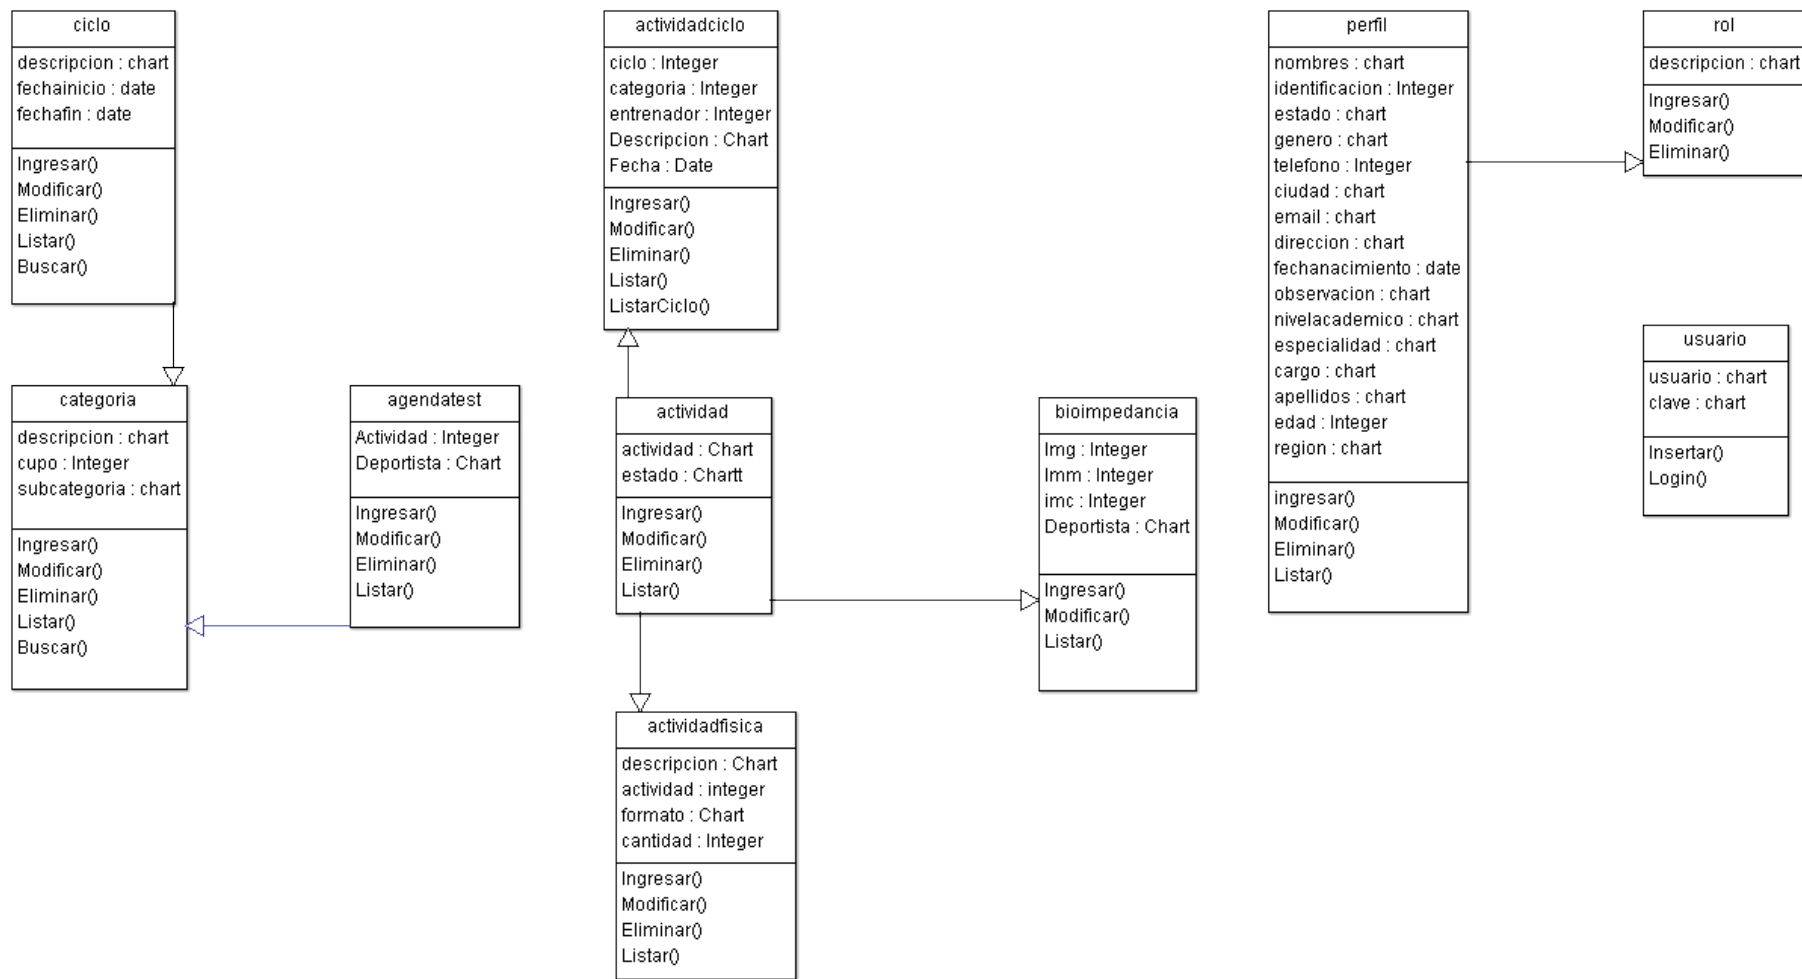 ciclo
descripcion : chart
fechainicio : date
fechafin : date
Ingresar()
Modificar()
Eliminar()
Listar()
Buscar()
actividadciclo
ciclo : Integer
categoria : Integer
entrenador : Integer
Descripcion : Chart
Fecha : Date
Ingresar()
Modificar()
Eliminar()
Listar()
ListarCiclo()
perfil
nombres : chart
identificacion : Integer
estado : chart
genero : chart
telefono : Integer
ciudad : chart
email : chart
direccion : chart
fechanacimiento : date
observacion : chart
nivelacademico : chart
especialidad : chart
cargo : chart
apellidos : chart
edad : Integer
region : chart
ingresar()
Modificar()
Eliminar()
Listar()
rol
descripcion : chart
Ingresar()
Modificar()
Eliminar()
usuario
usuario : chart
clave : chart
Insertar()
Login()
categoria
descripcion : chart
cupo : Integer
subcategoria : chart
Ingresar()
Modificar()
Eliminar()
Listar()
Buscar()
agendatest
Actividad : Integer
Deportista : Chart
Ingresar()
Modificar()
Eliminar()
Listar()
actividad
actividad : Chart
estado : Chartt
Ingresar()
Modificar()
Eliminar()
Listar()
bioimpedancia
Img : Integer
Imm : Integer
imc : Integer
Deportista : Chart
Ingresar()
Modificar()
Listar()
actividadfisica
descripcion : Chart
actividad : integer
formato : Chart
cantidad : Integer
Ingresar()
Modificar()
Eliminar()
Listar()